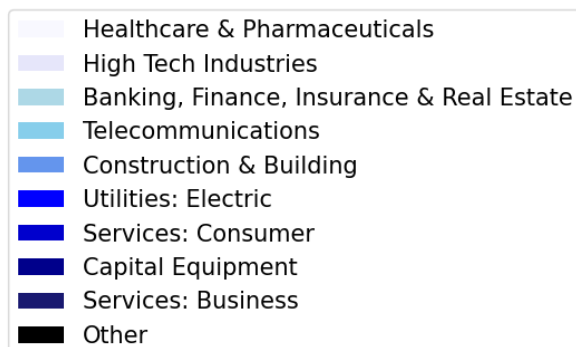 Healthcare & Pharmaceuticals
High Tech Industries
Banking, Finance, Insurance & Real Estate
Telecommunications
Construction & Building
Utilities: Electric
Services: Consumer
Capital Equipment
Services: Business
Other